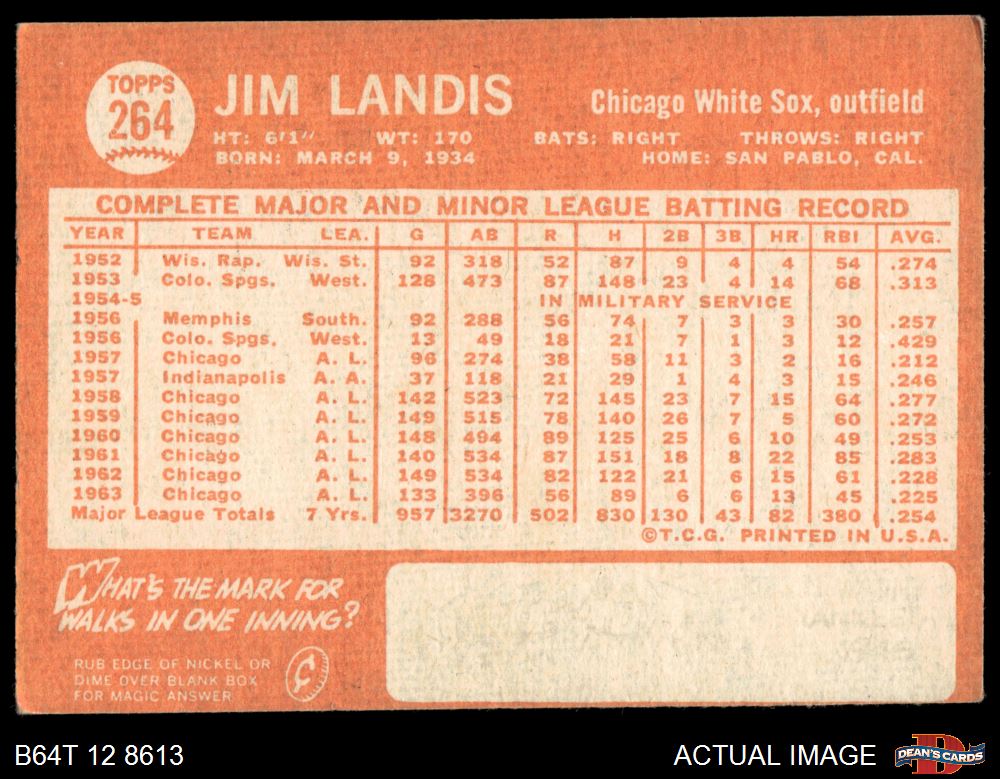 TOPPS
264
JIM LANDIS
Chicago White Sox, outfield
HT: 6'1" WT: 170 BATS: RIGHT THROWS: RIGHT
BORN: MARCH 9, 1934 HOME: SAN PABLO, CAL.
COMPLETE MAJOR AND MINOR LEAGUE BATTING RECORD
YEAR TEAM LEA. G AB R H 2B 3B HR RBI AVG.
1952 Wis. Rap. Wis. St. 92 318 52 87 9 4 4 54 .274
1953 Colo. Spgs. West. 128 473 87 148 23 4 14 68 .313
1954-5 IN MILITARY SERVICE
1956 Memphis South. 92 288 56 74 7 3 3 30 .257
1956 Colo. Spgs. West. 13 49 18 21 7 1 3 12 .429
1957 Chicago A. L. 96 274 38 58 11 3 2 16 .212
1957 Indianapolis A. A. 37 118 21 29 1 4 3 15 .246
1958 Chicago A. L. 142 523 72 145 23 7 15 64 .277
1959 Chicago A. L. 149 515 78 140 26 7 5 60 .272
1960 Chicago A. L. 148 494 89 125 25 6 10 49 .253
1961 Chicago A. L. 140 534 87 151 18 8 22 85 .283
1962 Chicago A. L. 149 534 82 122 21 6 15 61 .228
1963 Chicago A. L. 133 396 56 89 6 6 13 45 .225
Major League Totals 7 Yrs. 957 3270 502 830 130 43 82 380 .254
©T.C.G. PRINTED IN U.S.A.
WHAT'S THE MARK FOR
WALKS IN ONE INNING?
RUB EDGE OF NICKEL OR
DIME OVER BLANK BOX
FOR MAGIC ANSWER
B64T 12 8613
ACTUAL IMAGE
DEAN'S CARDS